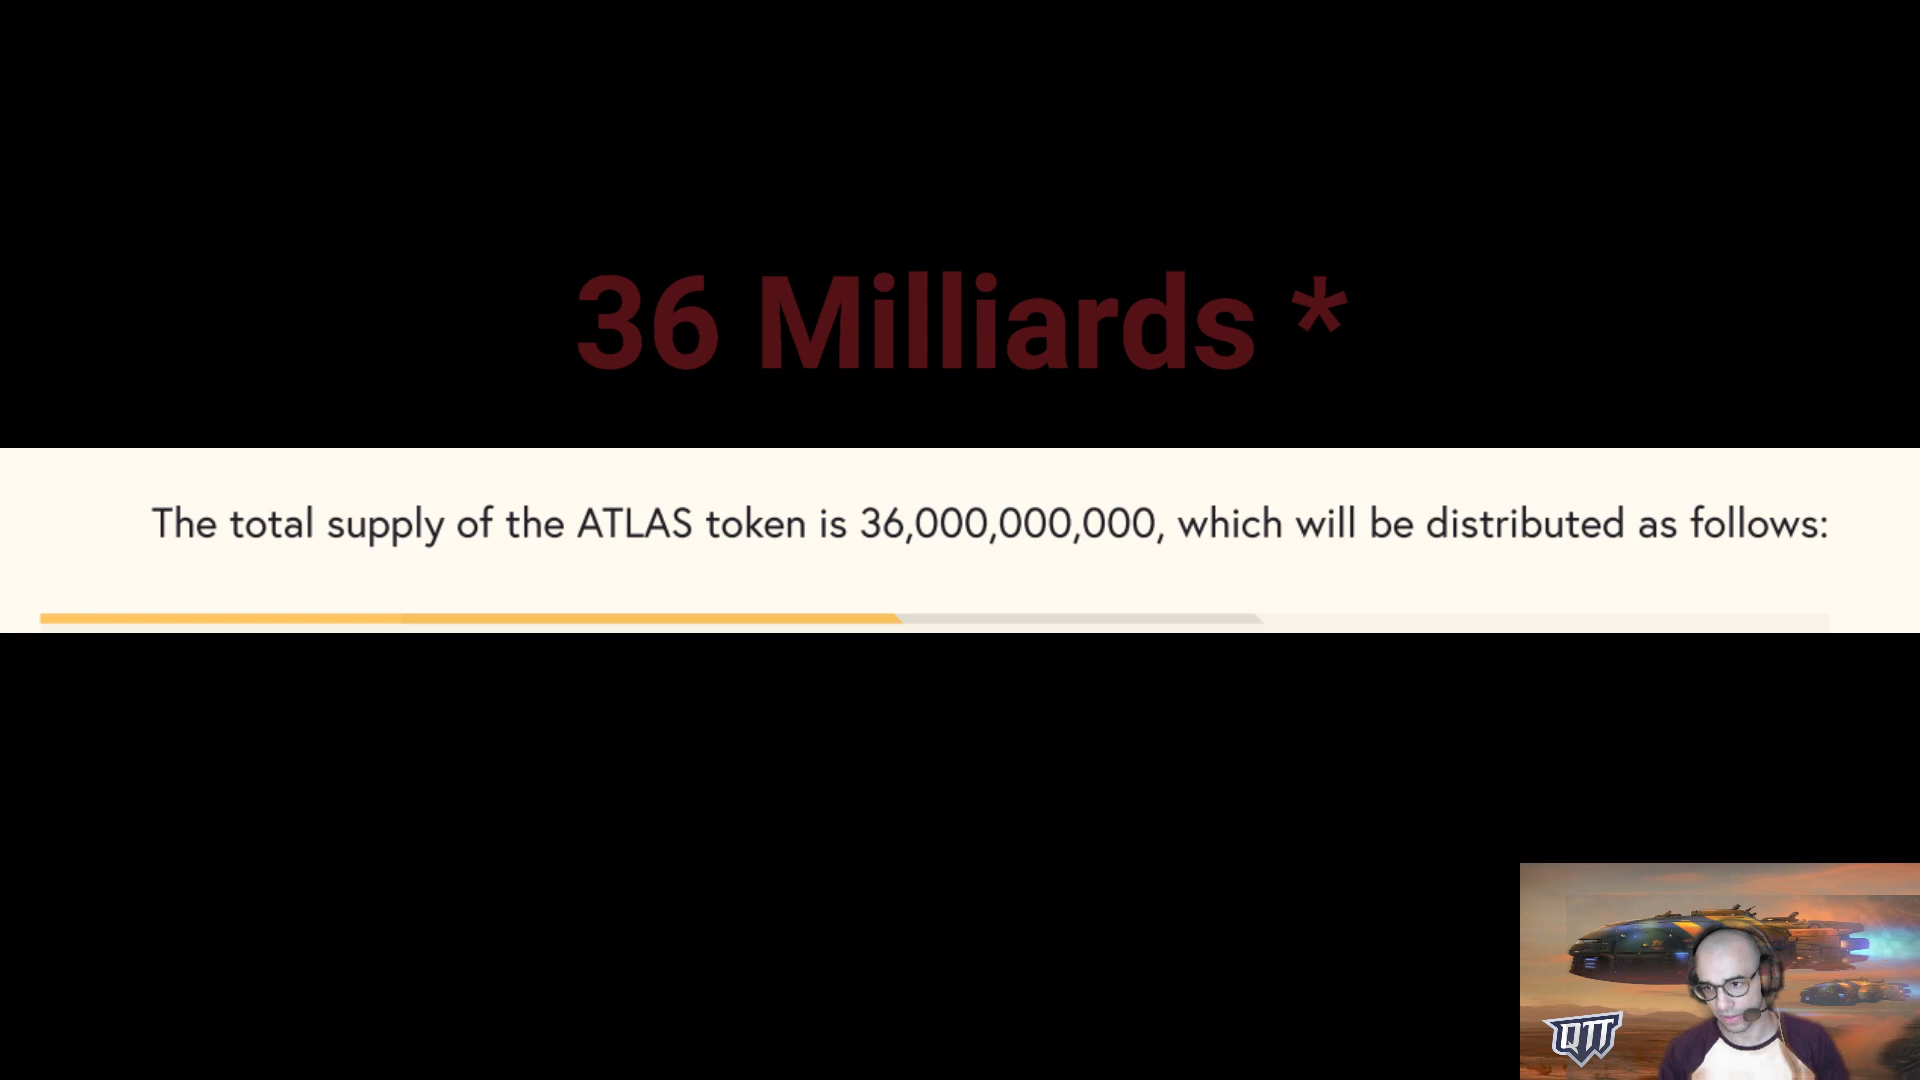 36 Milliards *
The total supply of the ATLAS token is 36,000,000,000, which will be distributed as follows:
QTT